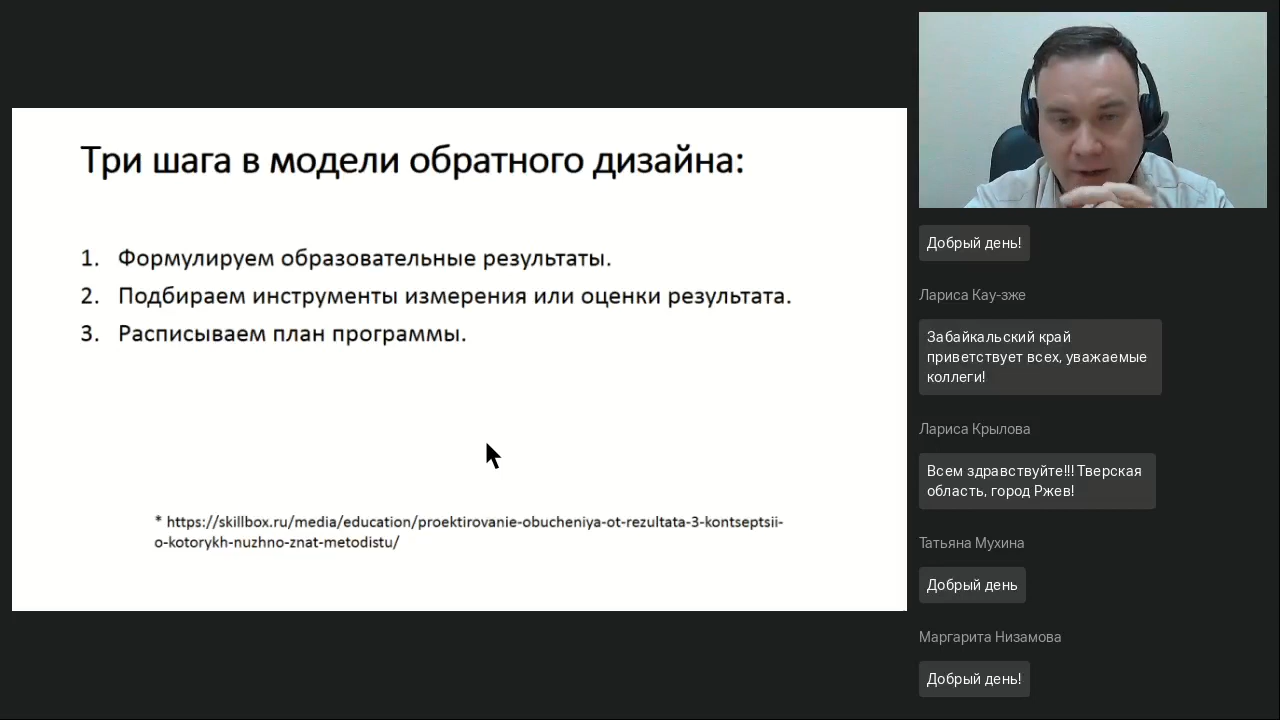 Три шага в модели обратного дизайна:
1. Формулируем образовательные результаты.
2. Подбираем инструменты измерения или оценки результата.
3. Расписываем план программы.
* https://skillbox.ru/media/education/proektirovanie-obucheniya-ot-rezultata-3-kontseptsii-
o-kotorykh-nuzhno-znat-metodistu/
Добрый день!
Лариса Кау-зже
Забайкальский край
приветствует всех, уважаемые
коллеги!
Лариса Крылова
Всем здравствуйте!!! Тверская
область, город Ржев!
Татьяна Мухина
Добрый день
Маргарита Низамова
Добрый день!